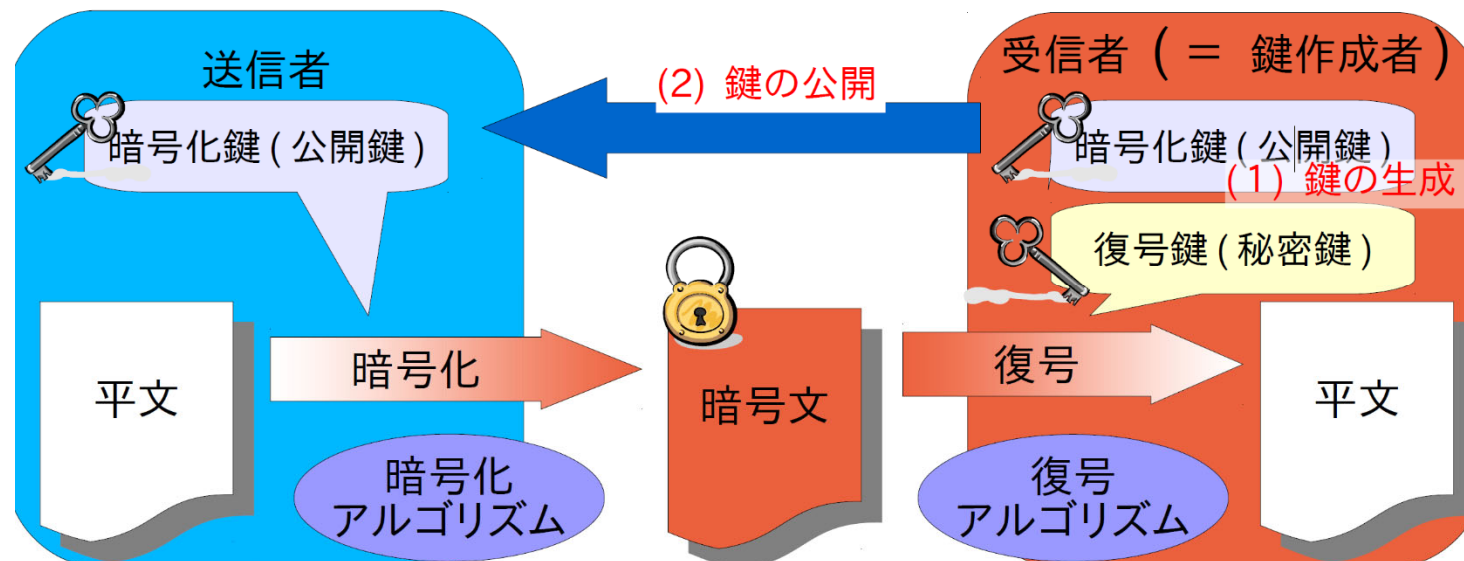 送信者
受信者 ( = 鍵作成者 )
(2) 鍵の公開
暗号化鍵 ( 公開鍵 )
暗号化鍵 ( 公開鍵 )
(1) 鍵の生成
復号鍵 ( 秘密鍵 )
平文
暗号化
暗号文
復号
平文
暗号化
アルゴリズム
復号
アルゴリズム